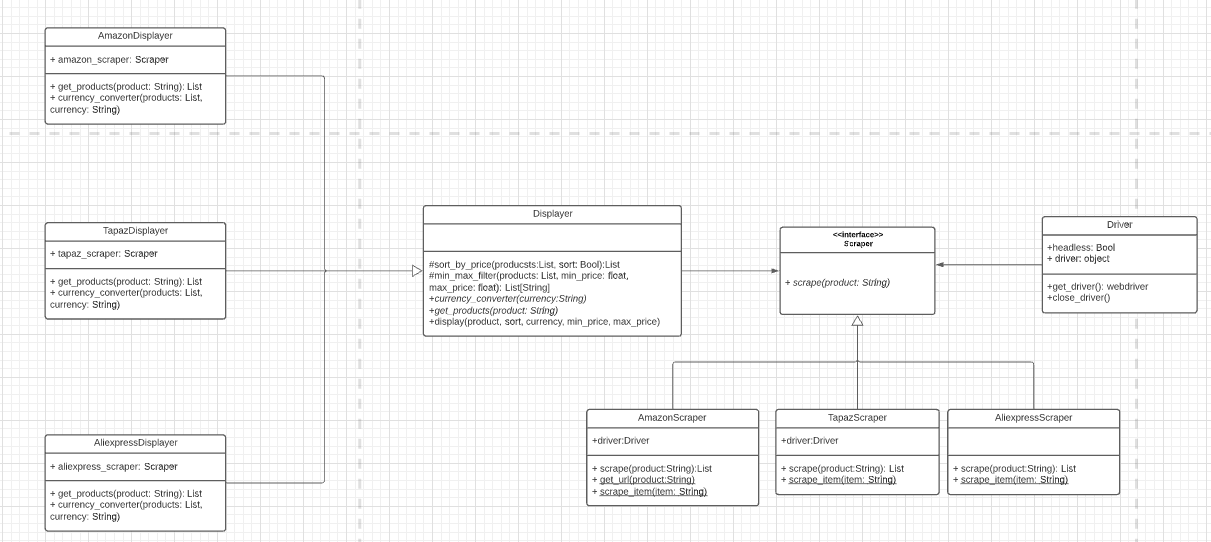 AmazonDisplayer
+ amazon_scraper: Scraper
+ get_products(product: String): List
+ currency_converter(products: List,
currency: String)
TapazDisplayer
+ tapaz_scraper: Scraper
+ get_products(product: String): List
+ currency_converter(products: List,
currency: String)
AliexpressDisplayer
+ aliexpress_scraper: Scraper
+ get_products(product: String): List
+ currency_converter(products: List,
currency: String)
Displayer
#sort_by_price(producsts:List, sort: Bool):List
#min_max_filter(products: List, min_price: float,
max_price: float): List[String]
+currency_converter(currency:String)
+get_products(product: String)
+display(product, sort, currency, min_price, max_price)
<<interface>>
Scraper
+ scrape(product: String)
Driver
+headless: Bool
+ driver: object
+get_driver(): webdriver
+close_driver()
AmazonScraper
+driver:Driver
+ scrape(product:String):List
+ get_url(product:String)
+ scrape_item(item: String)
TapazScraper
+driver:Driver
+ scrape(product:String): List
+ scrape_item(item: String)
AliexpressScraper
+ scrape(product:String): List
+ scrape_item(item: String)